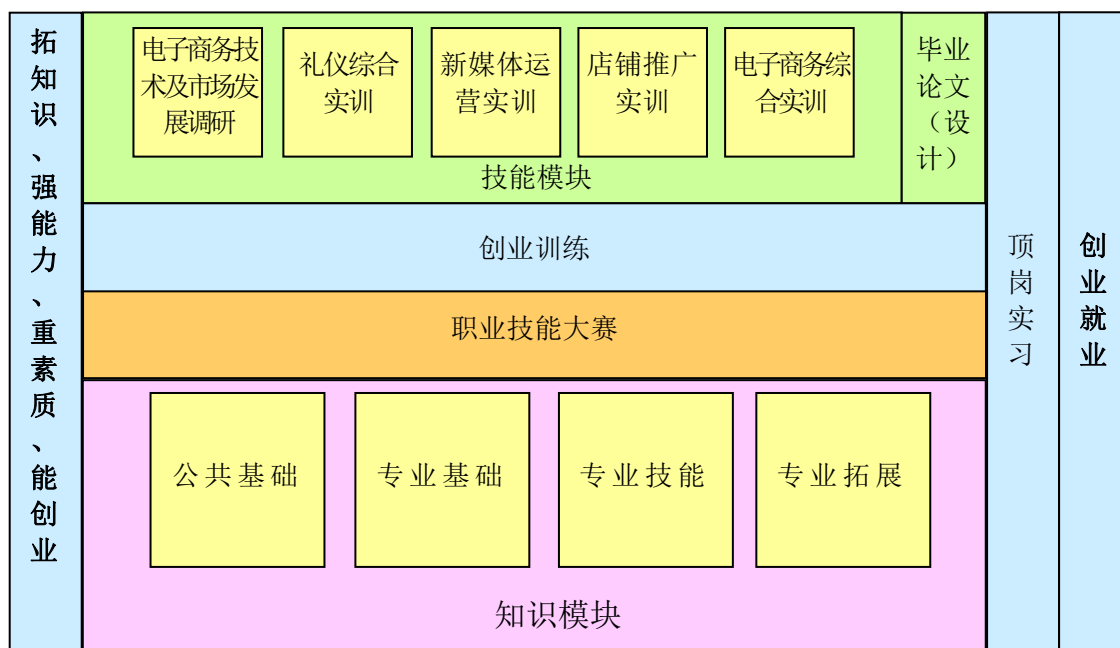 拓知识、强能力、重素质、能创业
电子商务技
术及市场发
展调研
礼仪综合
实训
新媒体运
营实训
店铺推广
实训
电子商务综
合实训
技能模块
毕业
论文
（设
计）
创业训练
职业技能大赛
公共基础
专业基础
专业技能
专业拓展
知识模块
顶岗实习
创业就业